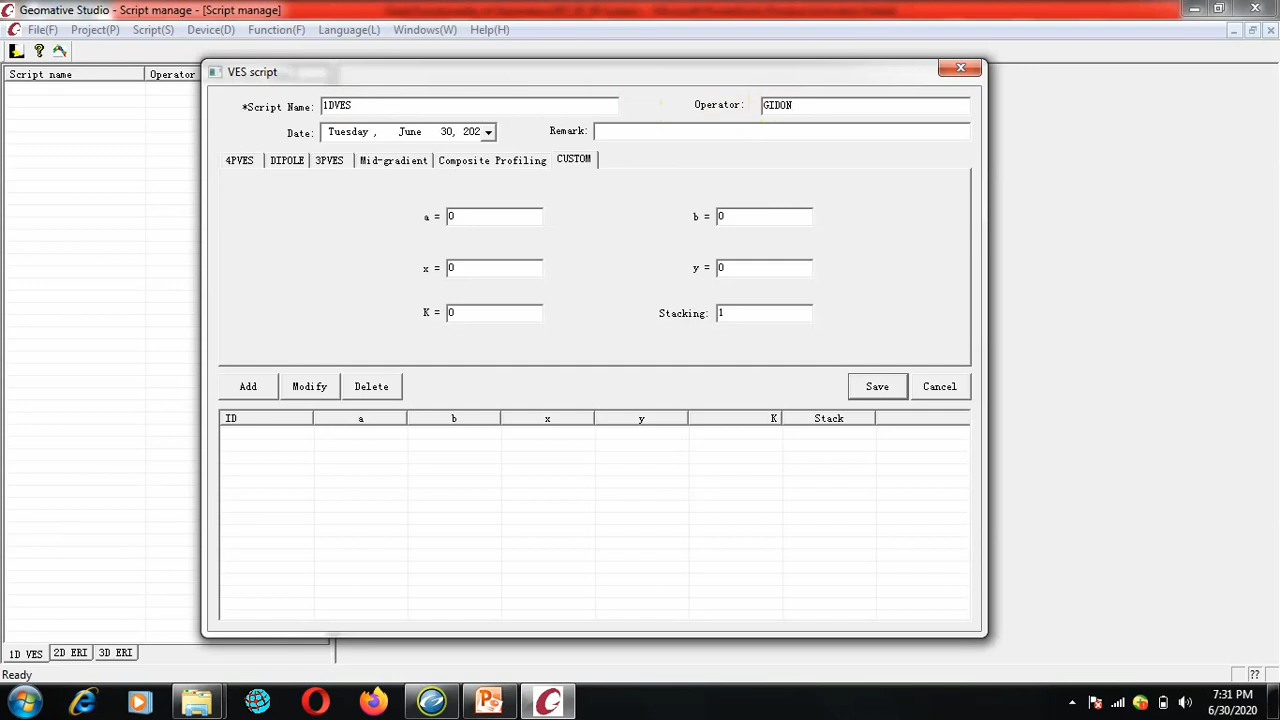 Geomative Studio - Script manage - [Script manage]
File(F) Project(P) Script(S) Device(D) Function(F) Language(L) Windows(W) Help(H)
Script name Operator
VES script
*Script Name: 1DVES Operator: GIDON
Date: Tuesday , June 30, 202 Remark:
4PVES DIPOLE 3PVES Mid-gradient Composite Profiling CUSTOM
a = 0 b = 0
x = 0 y = 0
K = 0 Stacking: 1
Add Modify Delete Save Cancel
ID a b x y K Stack
1D VES 2D ERI 3D ERI
Ready ??
7:31 PM
6/30/2020